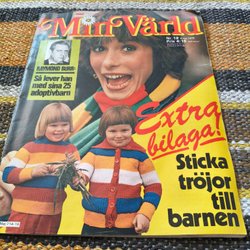 Min Värld
RAYMOND BURR:
Så lever han
med sina 25
adoptivbarn
Extra
bilaga!
Sticka
tröjor
till
barnen